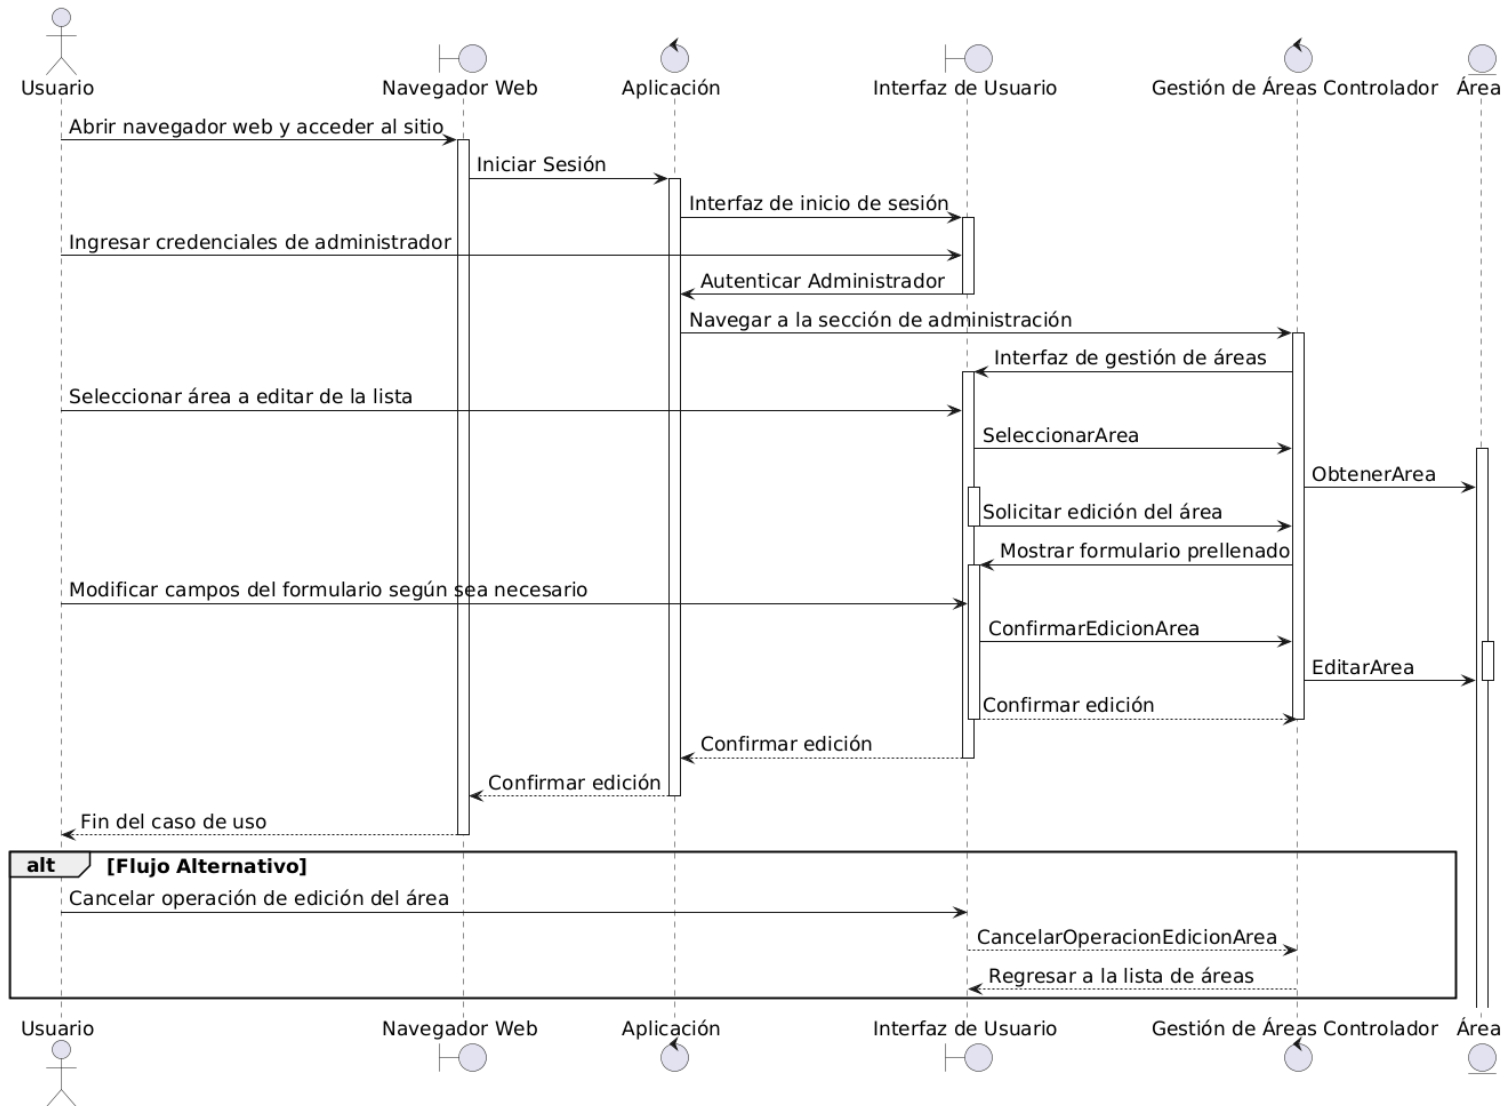 Usuario
Navegador Web
Aplicación
Interfaz de Usuario
Gestión de Áreas Controlador
Área
Abrir navegador web y acceder al sitio
Iniciar Sesión
Interfaz de inicio de sesión
Ingresar credenciales de administrador
Autenticar Administrador
Navegar a la sección de administración
Interfaz de gestión de áreas
Seleccionar área a editar de la lista
SeleccionarArea
ObtenerArea
Solicitar edición del área
Mostrar formulario prellenado
Modificar campos del formulario según sea necesario
ConfirmarEdicionArea
EditarArea
Confirmar edición
Confirmar edición
Confirmar edición
Fin del caso de uso
alt [Flujo Alternativo]
Cancelar operación de edición del área
CancelarOperacionEdicionArea
Regresar a la lista de áreas
Usuario
Navegador Web
Aplicación
Interfaz de Usuario
Gestión de Áreas Controlador
Área